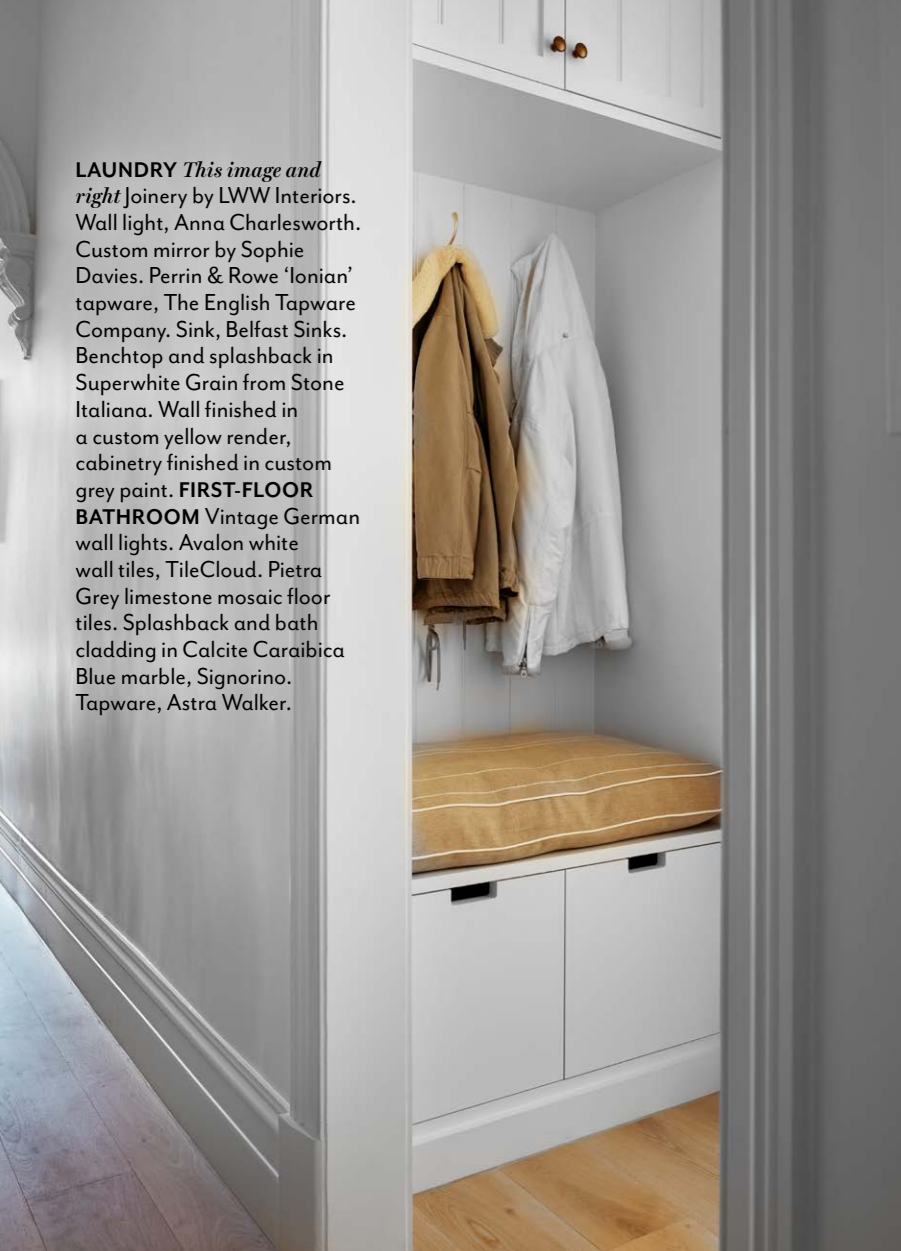 LAUNDRY This image and
right Joinery by LWW Interiors.
Wall light, Anna Charlesworth.
Custom mirror by Sophie
Davies. Perrin & Rowe ‘Ionian’
tapware, The English Tapware
Company. Sink, Belfast Sinks.
Benchtop and splashback in
Superwhite Grain from Stone
Italiana. Wall finished in
a custom yellow render,
cabinetry finished in custom
grey paint. FIRST-FLOOR
BATHROOM Vintage German
wall lights. Avalon white
wall tiles, TileCloud. Pietra
Grey limestone mosaic floor
tiles. Splashback and bath
cladding in Calcite Caraibica
Blue marble, Signorino.
Tapware, Astra Walker.